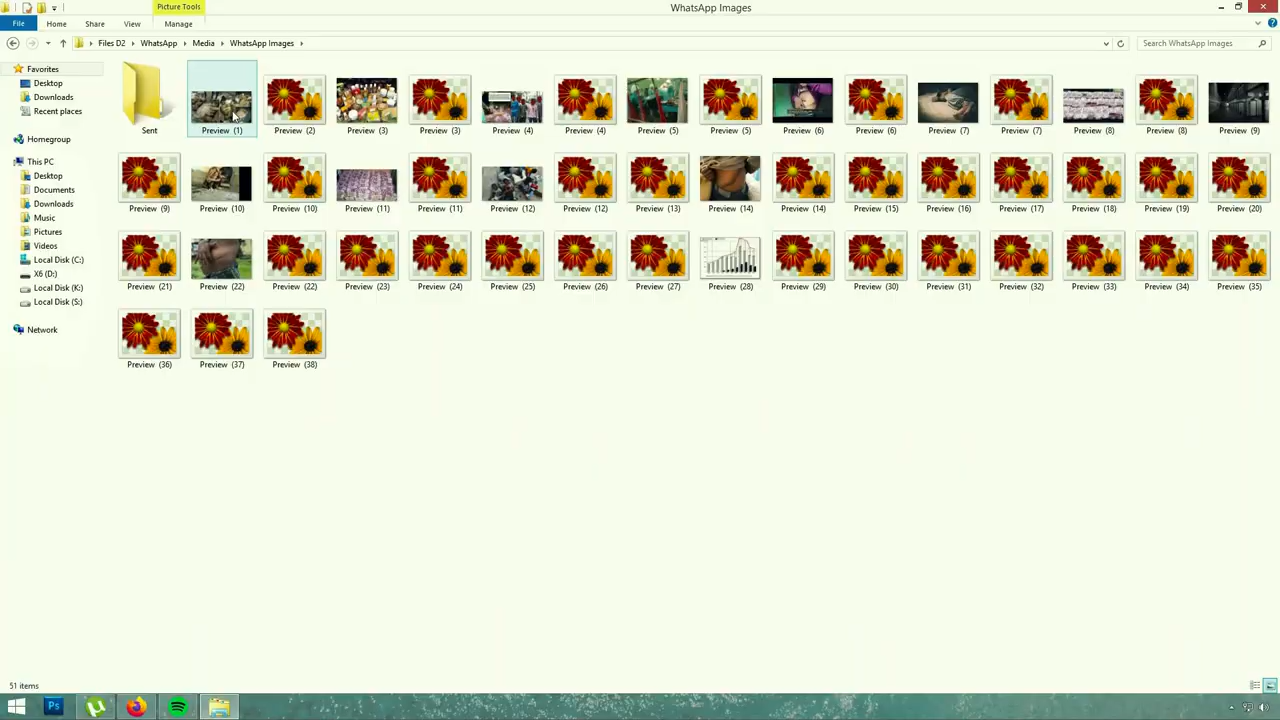 Picture Tools
WhatsApp Images
File Home Share View Manage
Files D2 WhatsApp Media WhatsApp Images
Search WhatsApp Images
Favorites
Desktop
Downloads
Recent places
Homegroup
This PC
Desktop
Documents
Downloads
Music
Pictures
Videos
Local Disk (C:)
X6 (D:)
Local Disk (K:)
Local Disk (S:)
Network
Sent Preview (1) Preview (2) Preview (3) Preview (3) Preview (4) Preview (4) Preview (5) Preview (5) Preview (6) Preview (6) Preview (7) Preview (7) Preview (8) Preview (8) Preview (9)
Preview (9) Preview (10) Preview (10) Preview (11) Preview (11) Preview (12) Preview (12) Preview (13) Preview (14) Preview (14) Preview (15) Preview (16) Preview (17) Preview (18) Preview (19) Preview (20)
Preview (21) Preview (22) Preview (22) Preview (23) Preview (24) Preview (25) Preview (26) Preview (27) Preview (28) Preview (29) Preview (30) Preview (31) Preview (32) Preview (33) Preview (34) Preview (35)
Preview (36) Preview (37) Preview (38)
51 items
Ps